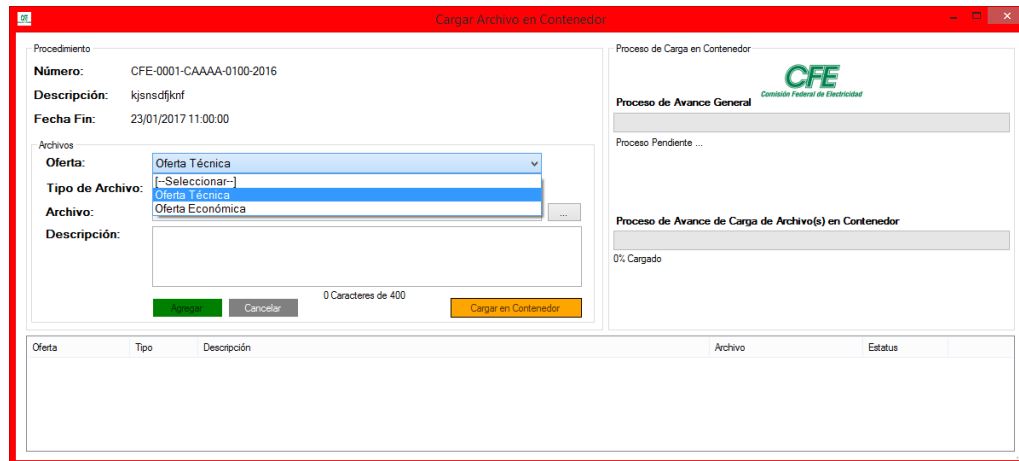 Cargar Archivo en Contenedor
Procedimiento
Número: CFE-0001-CAAAA-0100-2016
Descripción: kjsnsdfjknf
Fecha Fin: 23/01/2017 11:00:00
Archivos
Oferta: Oferta Técnica
[--Seleccionar--]
Tipo de Archivo: Oferta Técnica
Archivo: Oferta Económica
...
Descripción:
0 Caracteres de 400
Agregar Cancelar Cargar en Contenedor
Proceso de Carga en Contenedor
CFE
Comisión Federal de Electricidad
Proceso de Avance General
Proceso Pendiente ...
Proceso de Avance de Carga de Archivo(s) en Contenedor
0% Cargado
Oferta Tipo Descripción Archivo Estatus